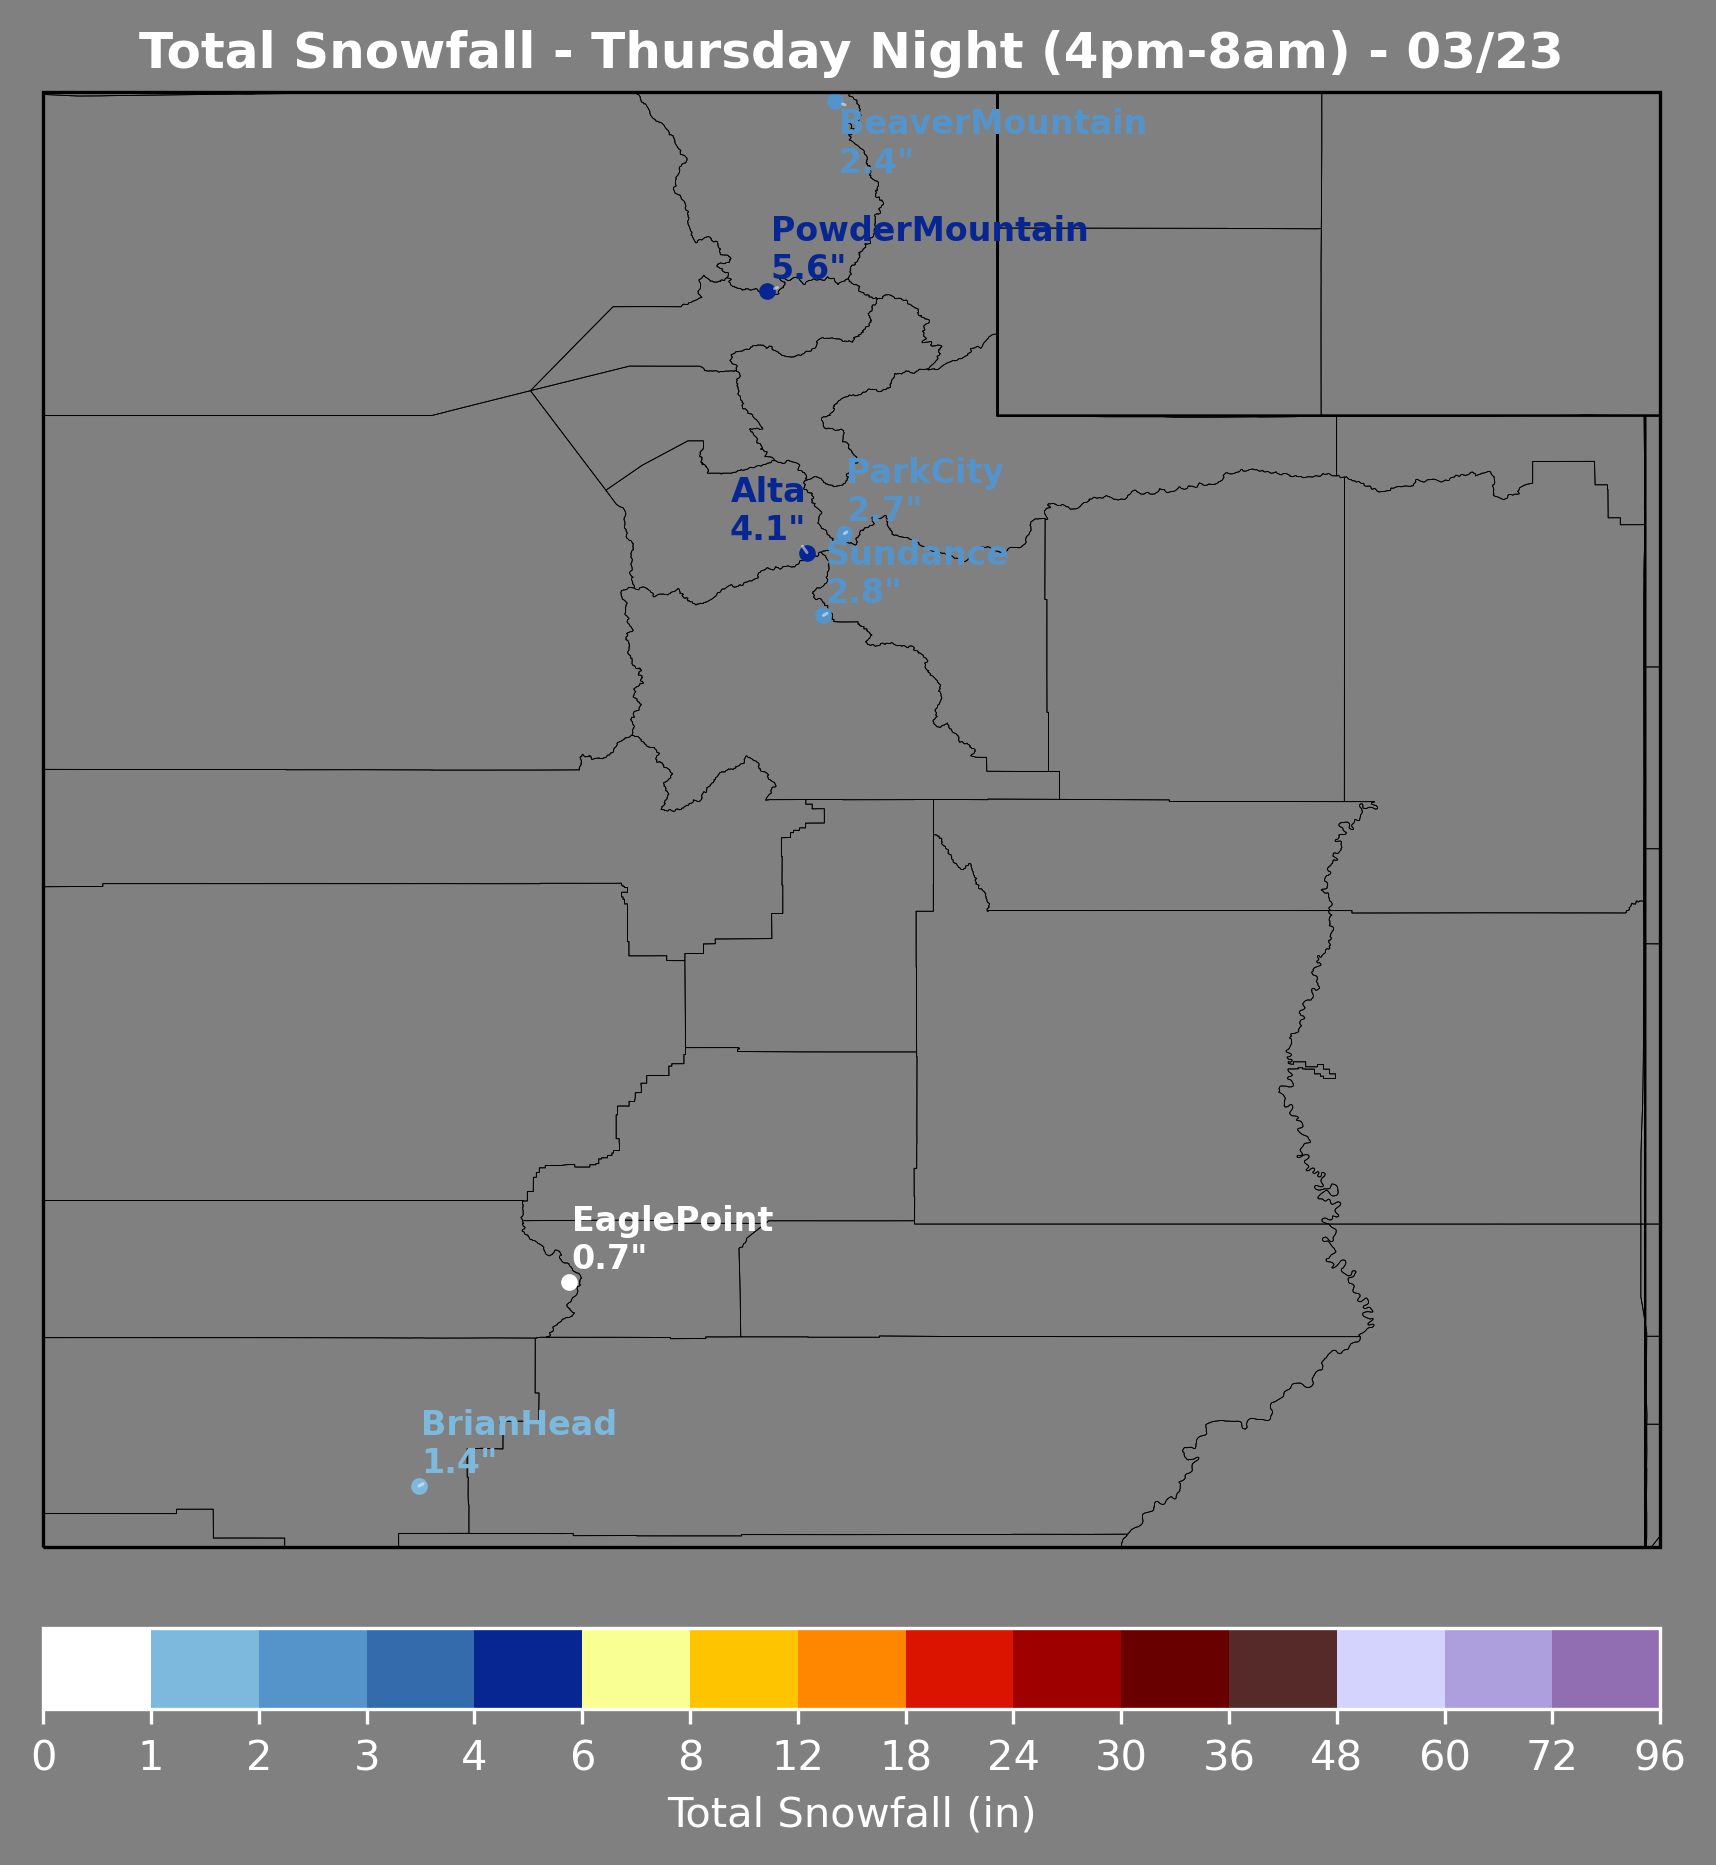 Total Snowfall - Thursday Night (4pm-8am) - 03/23
BeaverMountain
2.4"
PowderMountain
5.6"
ParkCity
2.7"
Alta
4.1"
Sundance
2.8"
EaglePoint
0.7"
BrianHead
1.4"
0 1 2 3 4 6 8 12 18 24 30 36 48 60 72 96
Total Snowfall (in)